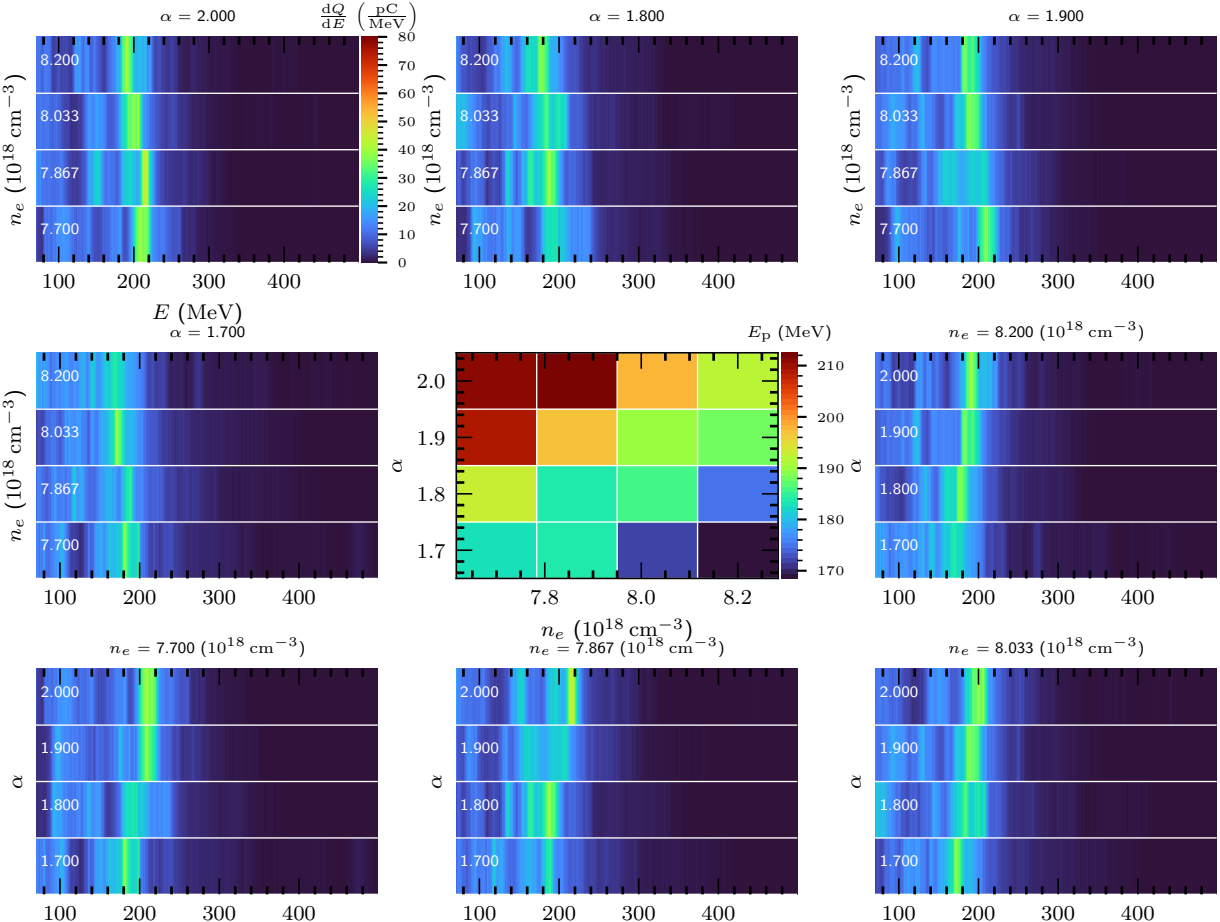 α = 2.000
dQ/dE (pC/MeV)
80
70
60
50
40
30
20
10
0
n_e (10^18 cm^−3)
8.200
8.033
7.867
7.700
100 200 300 400
E (MeV)
α = 1.800
n_e (10^18 cm^−3)
8.200
8.033
7.867
7.700
100 200 300 400
α = 1.900
n_e (10^18 cm^−3)
8.200
8.033
7.867
7.700
100 200 300 400
α = 1.700
n_e (10^18 cm^−3)
8.200
8.033
7.867
7.700
100 200 300 400
E_p (MeV)
210
200
190
180
170
α
2.0
1.9
1.8
1.7
7.8 8.0 8.2
n_e (10^18 cm^−3)
n_e = 8.200 (10^18 cm^−3)
α
2.000
1.900
1.800
1.700
100 200 300 400
n_e = 7.700 (10^18 cm^−3)
α
2.000
1.900
1.800
1.700
100 200 300 400
n_e = 7.867 (10^18 cm^−3)
α
2.000
1.900
1.800
1.700
100 200 300 400
n_e = 8.033 (10^18 cm^−3)
α
2.000
1.900
1.800
1.700
100 200 300 400